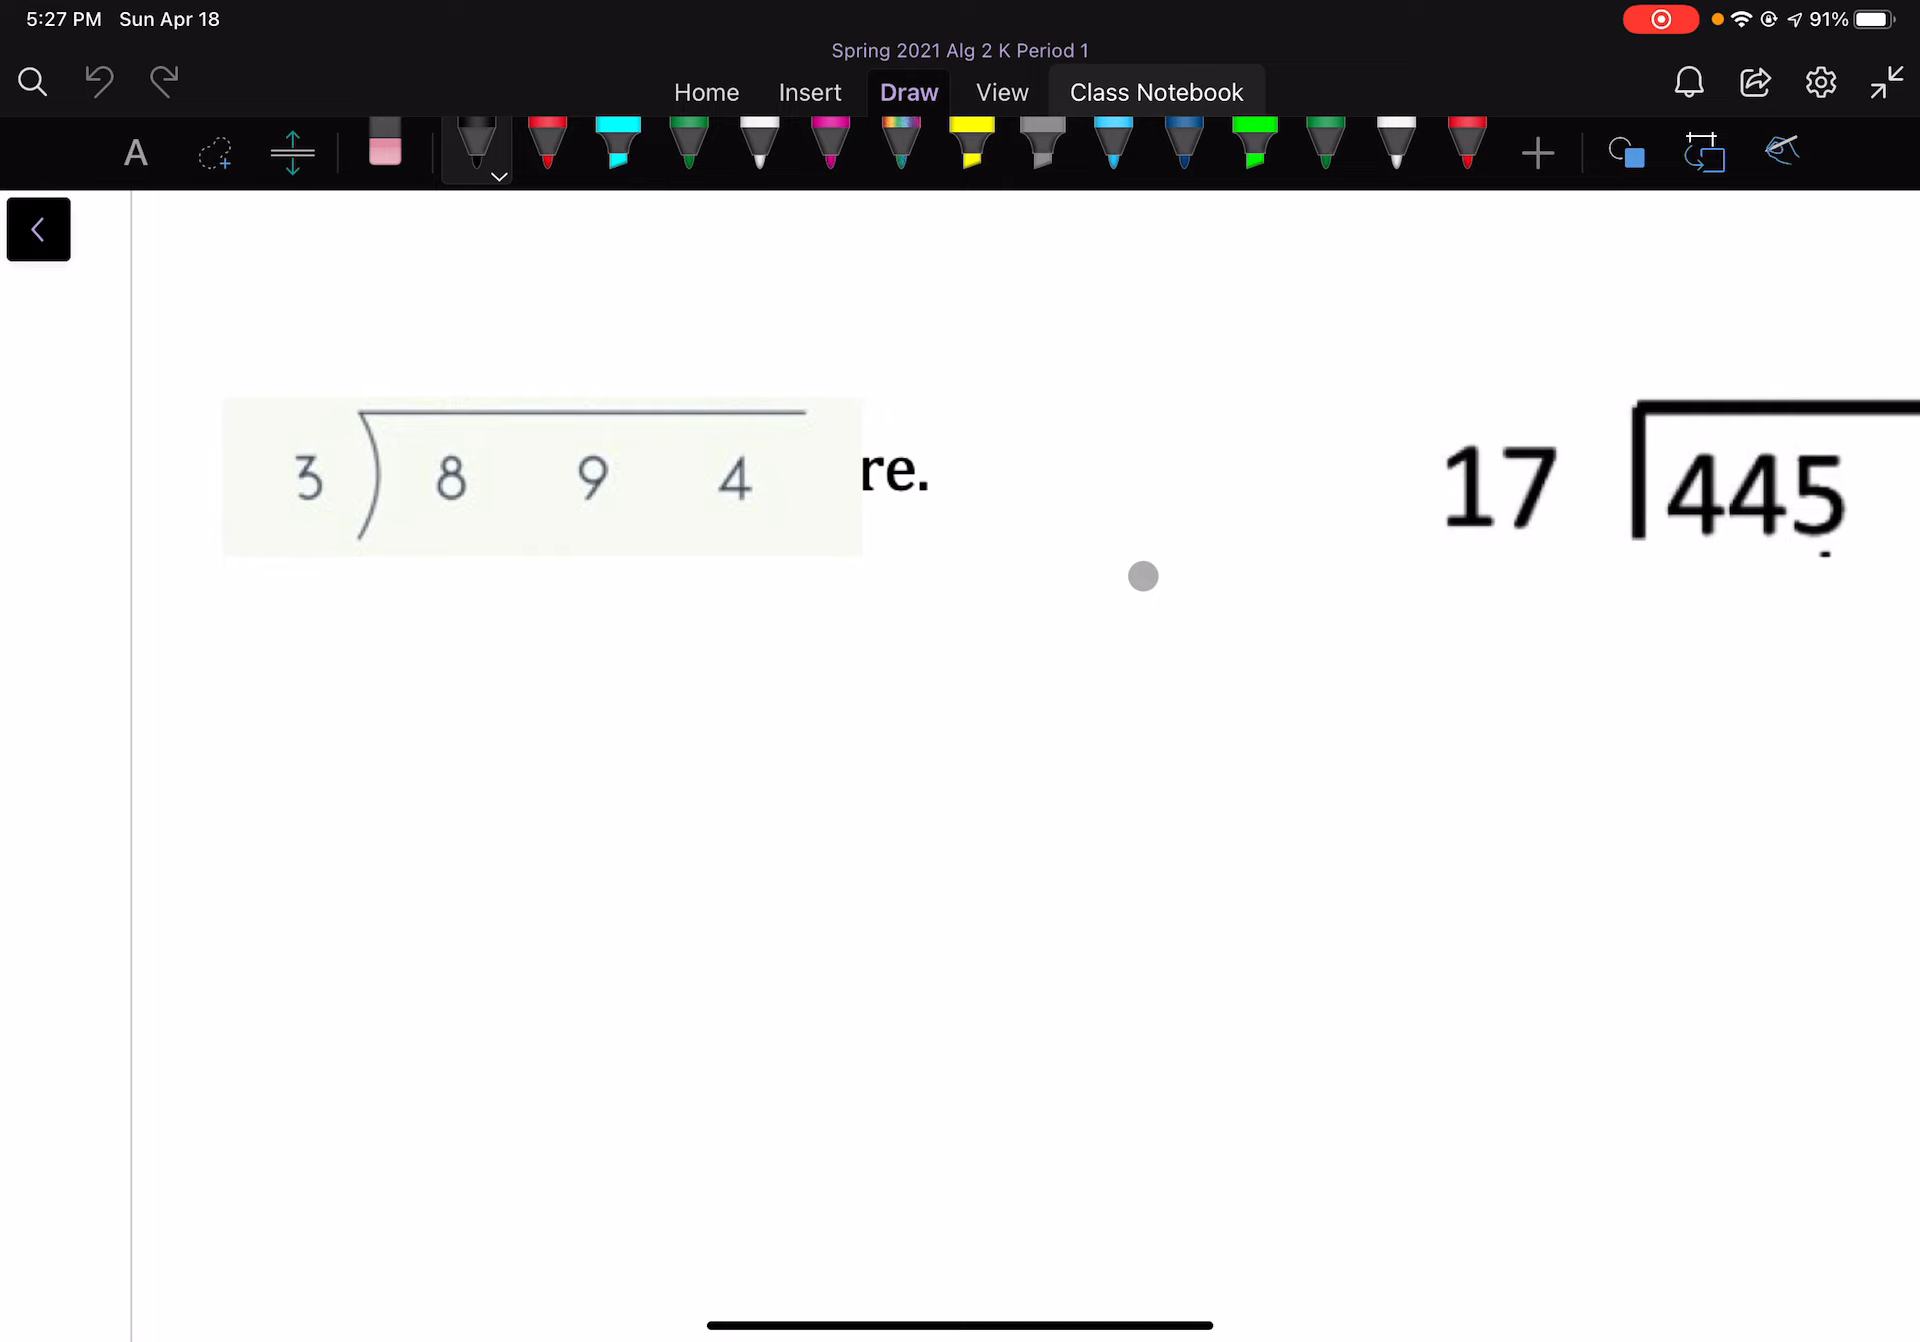 5:27 PM Sun Apr 18
91%
Spring 2021 Alg 2 K Period 1
Home Insert Draw View Class Notebook
A
3 8 9 4 re.
17 445